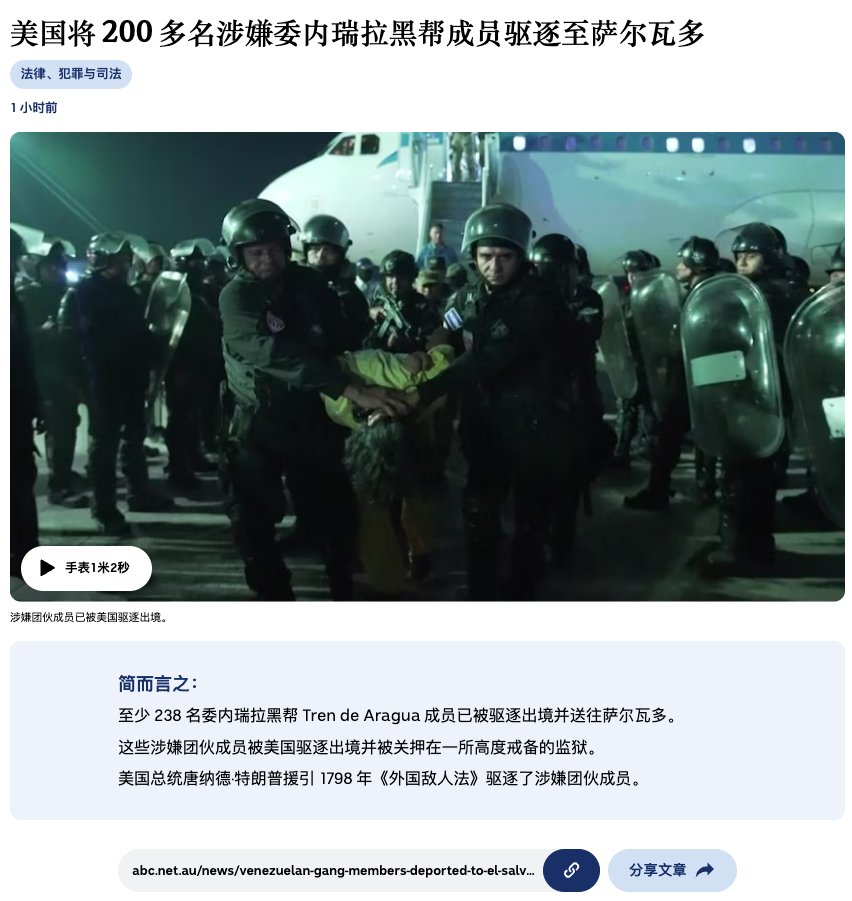 美国将 200 多名涉嫌委内瑞拉黑帮成员驱逐至萨尔瓦多
法律、犯罪与司法
1 小时前
手表1米2秒
涉嫌团伙成员已被美国驱逐出境。
简而言之：
至少 238 名委内瑞拉黑帮 Tren de Aragua 成员已被驱逐出境并送往萨尔瓦多。
这些涉嫌团伙成员被美国驱逐出境并被关押在一所高度戒备的监狱。
美国总统唐纳德·特朗普援引 1798 年《外国敌人法》驱逐了涉嫌团伙成员。
abc.net.au/news/venezuelan-gang-members-deported-to-el-salv...
分享文章